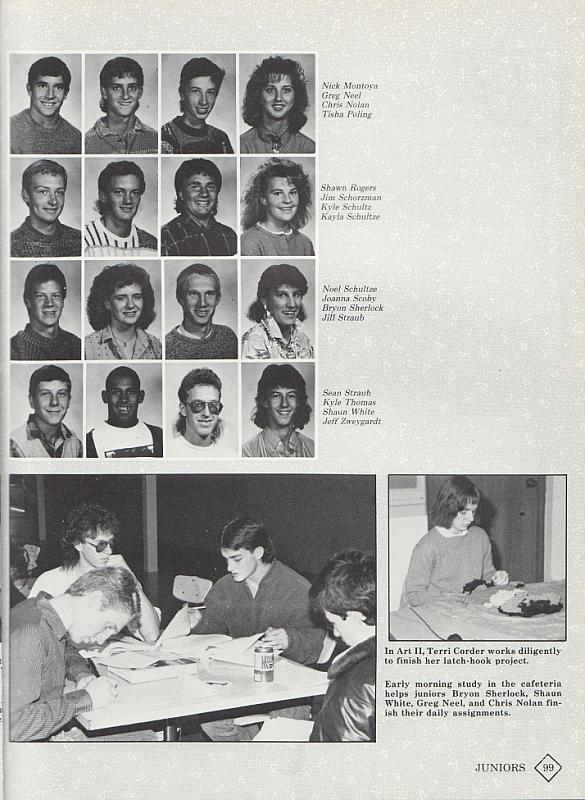 Nick Montoya
Greg Neel
Chris Nolan
Tisha Poling
Shawn Rogers
Jim Schorzman
Kyle Schultz
Kayla Schultze
Noel Schultze
Joanna Scoby
Bryon Sherlock
Jill Straub
Sean Straub
Kyle Thomas
Shaun White
Jeff Zweygardt
In Art II, Terri Corder works diligently
to finish her latch-hook project.
Early morning study in the cafeteria
helps juniors Bryon Sherlock, Shaun
White, Greg Neel, and Chris Nolan fin-
ish their daily assignments.
JUNIORS 99